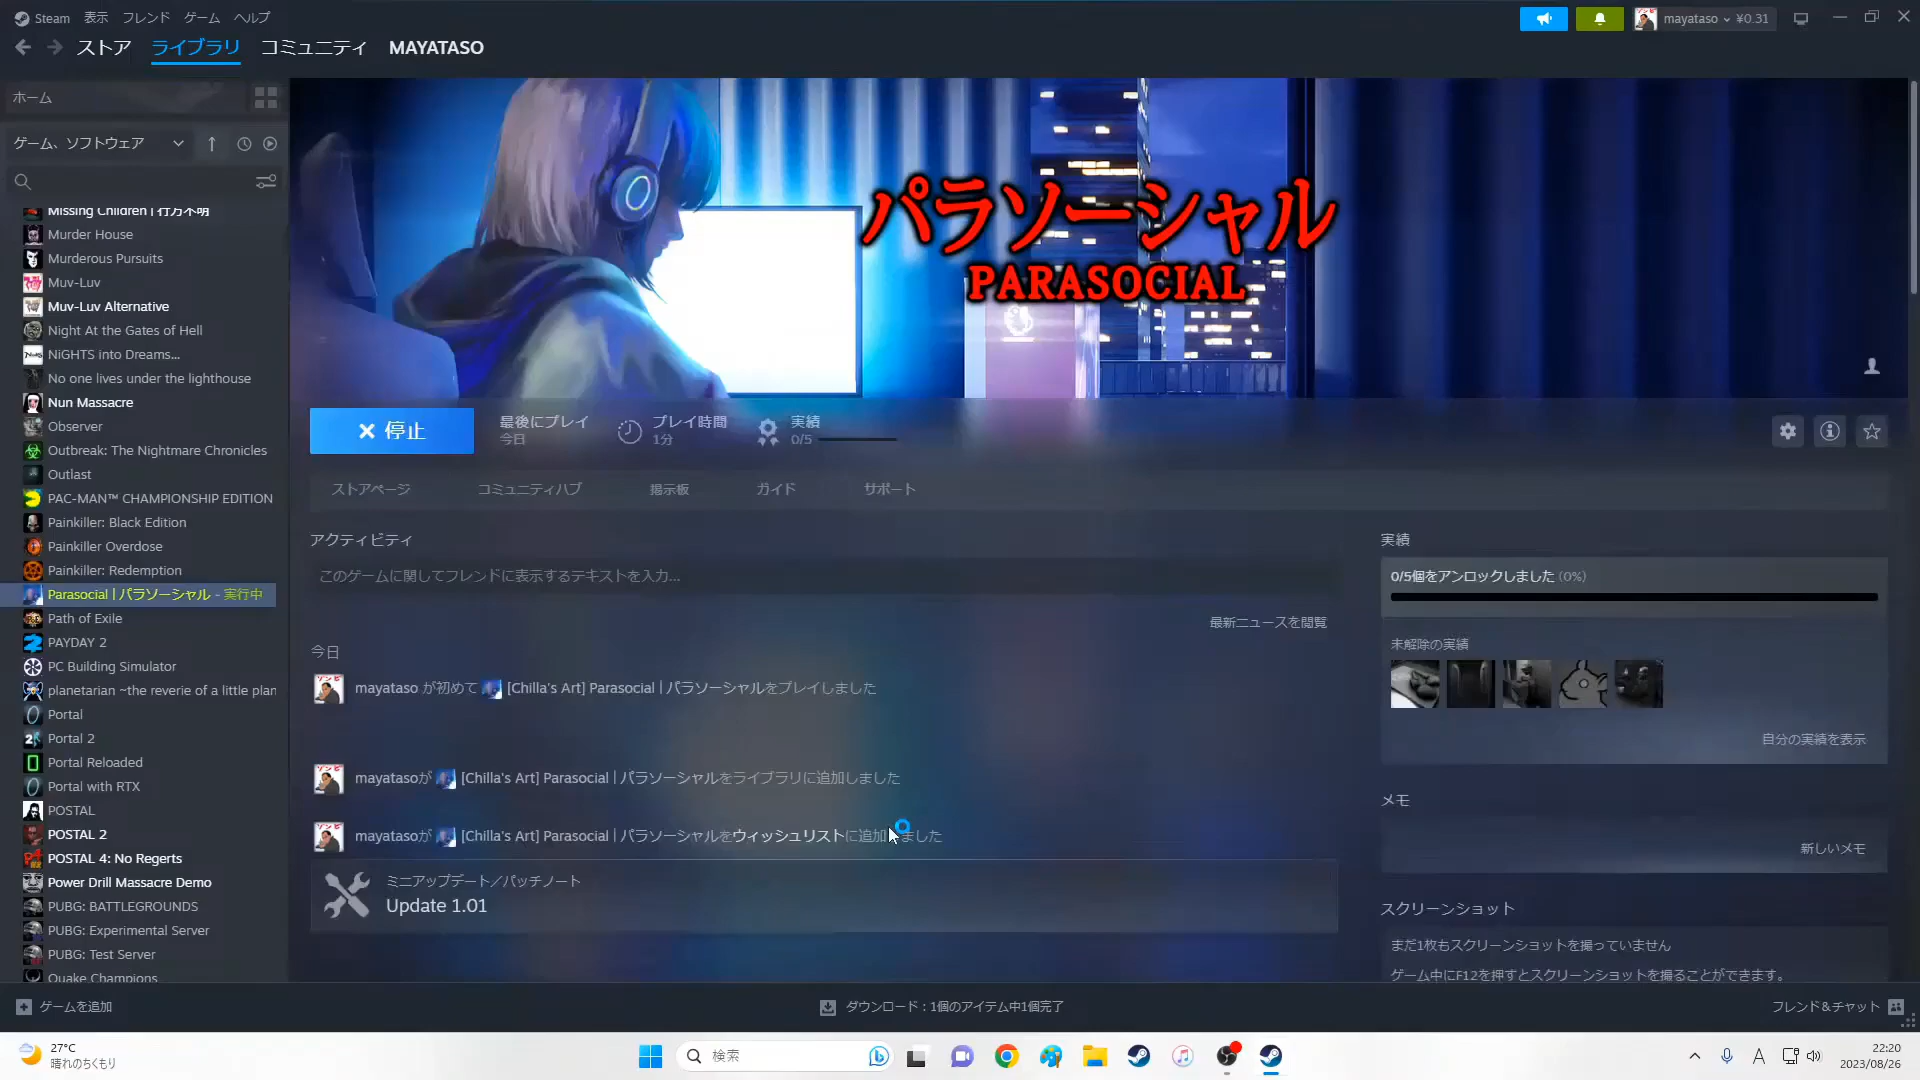 Steam 表示 フレンド ゲーム ヘルプ
mayataso ¥0.31
ストア ライブラリ コミュニティ MAYATASO
ホーム
ゲーム、ソフトウェア
Missing Children | 行方不明
Murder House
Murderous Pursuits
Muv-Luv
Muv-Luv Alternative
Night At the Gates of Hell
NiGHTS into Dreams...
No one lives under the lighthouse
Nun Massacre
Observer
Outbreak: The Nightmare Chronicles
Outlast
PAC-MAN™ CHAMPIONSHIP EDITION
Painkiller: Black Edition
Painkiller Overdose
Painkiller: Redemption
Parasocial | パラソーシャル - 実行中
Path of Exile
PAYDAY 2
PC Building Simulator
planetarian ~the reverie of a little plan
Portal
Portal 2
Portal Reloaded
Portal with RTX
POSTAL
POSTAL 2
POSTAL 4: No Regerts
Power Drill Massacre Demo
PUBG: BATTLEGROUNDS
PUBG: Experimental Server
PUBG: Test Server
Quake Champions
パラソーシャル
PARASOCIAL
停止
最後にプレイ
今日
プレイ時間
1分
実績
0/5
ストアページ コミュニティハブ 掲示板 ガイド サポート
アクティビティ
このゲームに関してフレンドに表示するテキストを入力...
最新ニュースを閲覧
今日
mayataso が初めて [Chilla's Art] Parasocial | パラソーシャルをプレイしました
mayatasoが [Chilla's Art] Parasocial | パラソーシャルをライブラリに追加しました
mayatasoが [Chilla's Art] Parasocial | パラソーシャルをウィッシュリストに追加しました
ミニアップデート／パッチノート
Update 1.01
実績
0/5個をアンロックしました (0%)
未解除の実績
自分の実績を表示
メモ
新しいメモ
スクリーンショット
まだ1枚もスクリーンショットを撮っていません
ゲーム中にF12を押すとスクリーンショットを撮ることができます。
ゲームを追加
ダウンロード：1個のアイテム中1個完了
フレンド＆チャット
27°C
晴れのちくもり
検索
A
22:20
2023/08/26